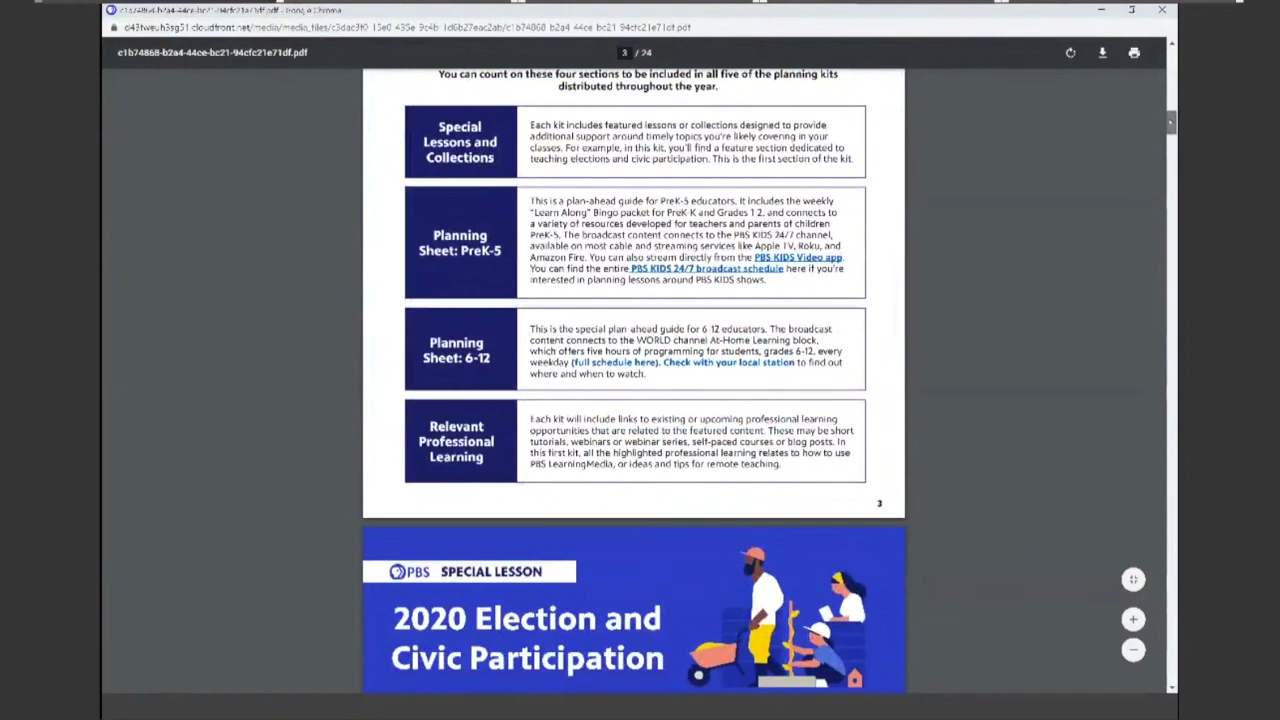 c1b74868-b2a4-44ce-bc21-94cfc21e71df.pdf - Google Chrome
c1b74868-b2a4-44ce-bc21-94cfc21e71df.pdf
3 / 24
You can count on these four sections to be included in all five of the planning kits
distributed throughout the year.
Special
Lessons and
Collections
Each kit includes featured lessons or collections designed to provide
additional support around timely topics you're likely covering in your
classes. For example, in this kit, you'll find a feature section dedicated to
teaching elections and civic participation. This is the first section of the kit.
Planning
Sheet: PreK-5
This is a plan-ahead guide for PreK-5 educators. It includes the weekly
"Learn Along" Bingo packet for PreK-K and Grades 1-2, and connects to
a variety of resources developed for teachers and parents of children
PreK-5. The broadcast content connects to the PBS KIDS 24/7 channel,
available on most cable and streaming services like Apple TV, Roku, and
Amazon Fire. You can also stream directly from the PBS KIDS Video app.
You can find the entire PBS KIDS 24/7 broadcast schedule here if you're
interested in planning lessons around PBS KIDS shows.
Planning
Sheet: 6-12
This is the special plan-ahead guide for 6-12 educators. The broadcast
content connects to the WORLD channel At-Home Learning block,
which offers five hours of programming for students, grades 6-12, every
weekday (full schedule here). Check with your local station to find out
where and when to watch.
Relevant
Professional
Learning
Each kit will include links to existing or upcoming professional learning
opportunities that are related to the featured content. These may be short
tutorials, webinars or webinar series, self-paced courses or blog posts. In
this first kit, all the highlighted professional learning relates to how to use
PBS LearningMedia, or ideas and tips for remote teaching.
3
PBS SPECIAL LESSON
2020 Election and
Civic Participation